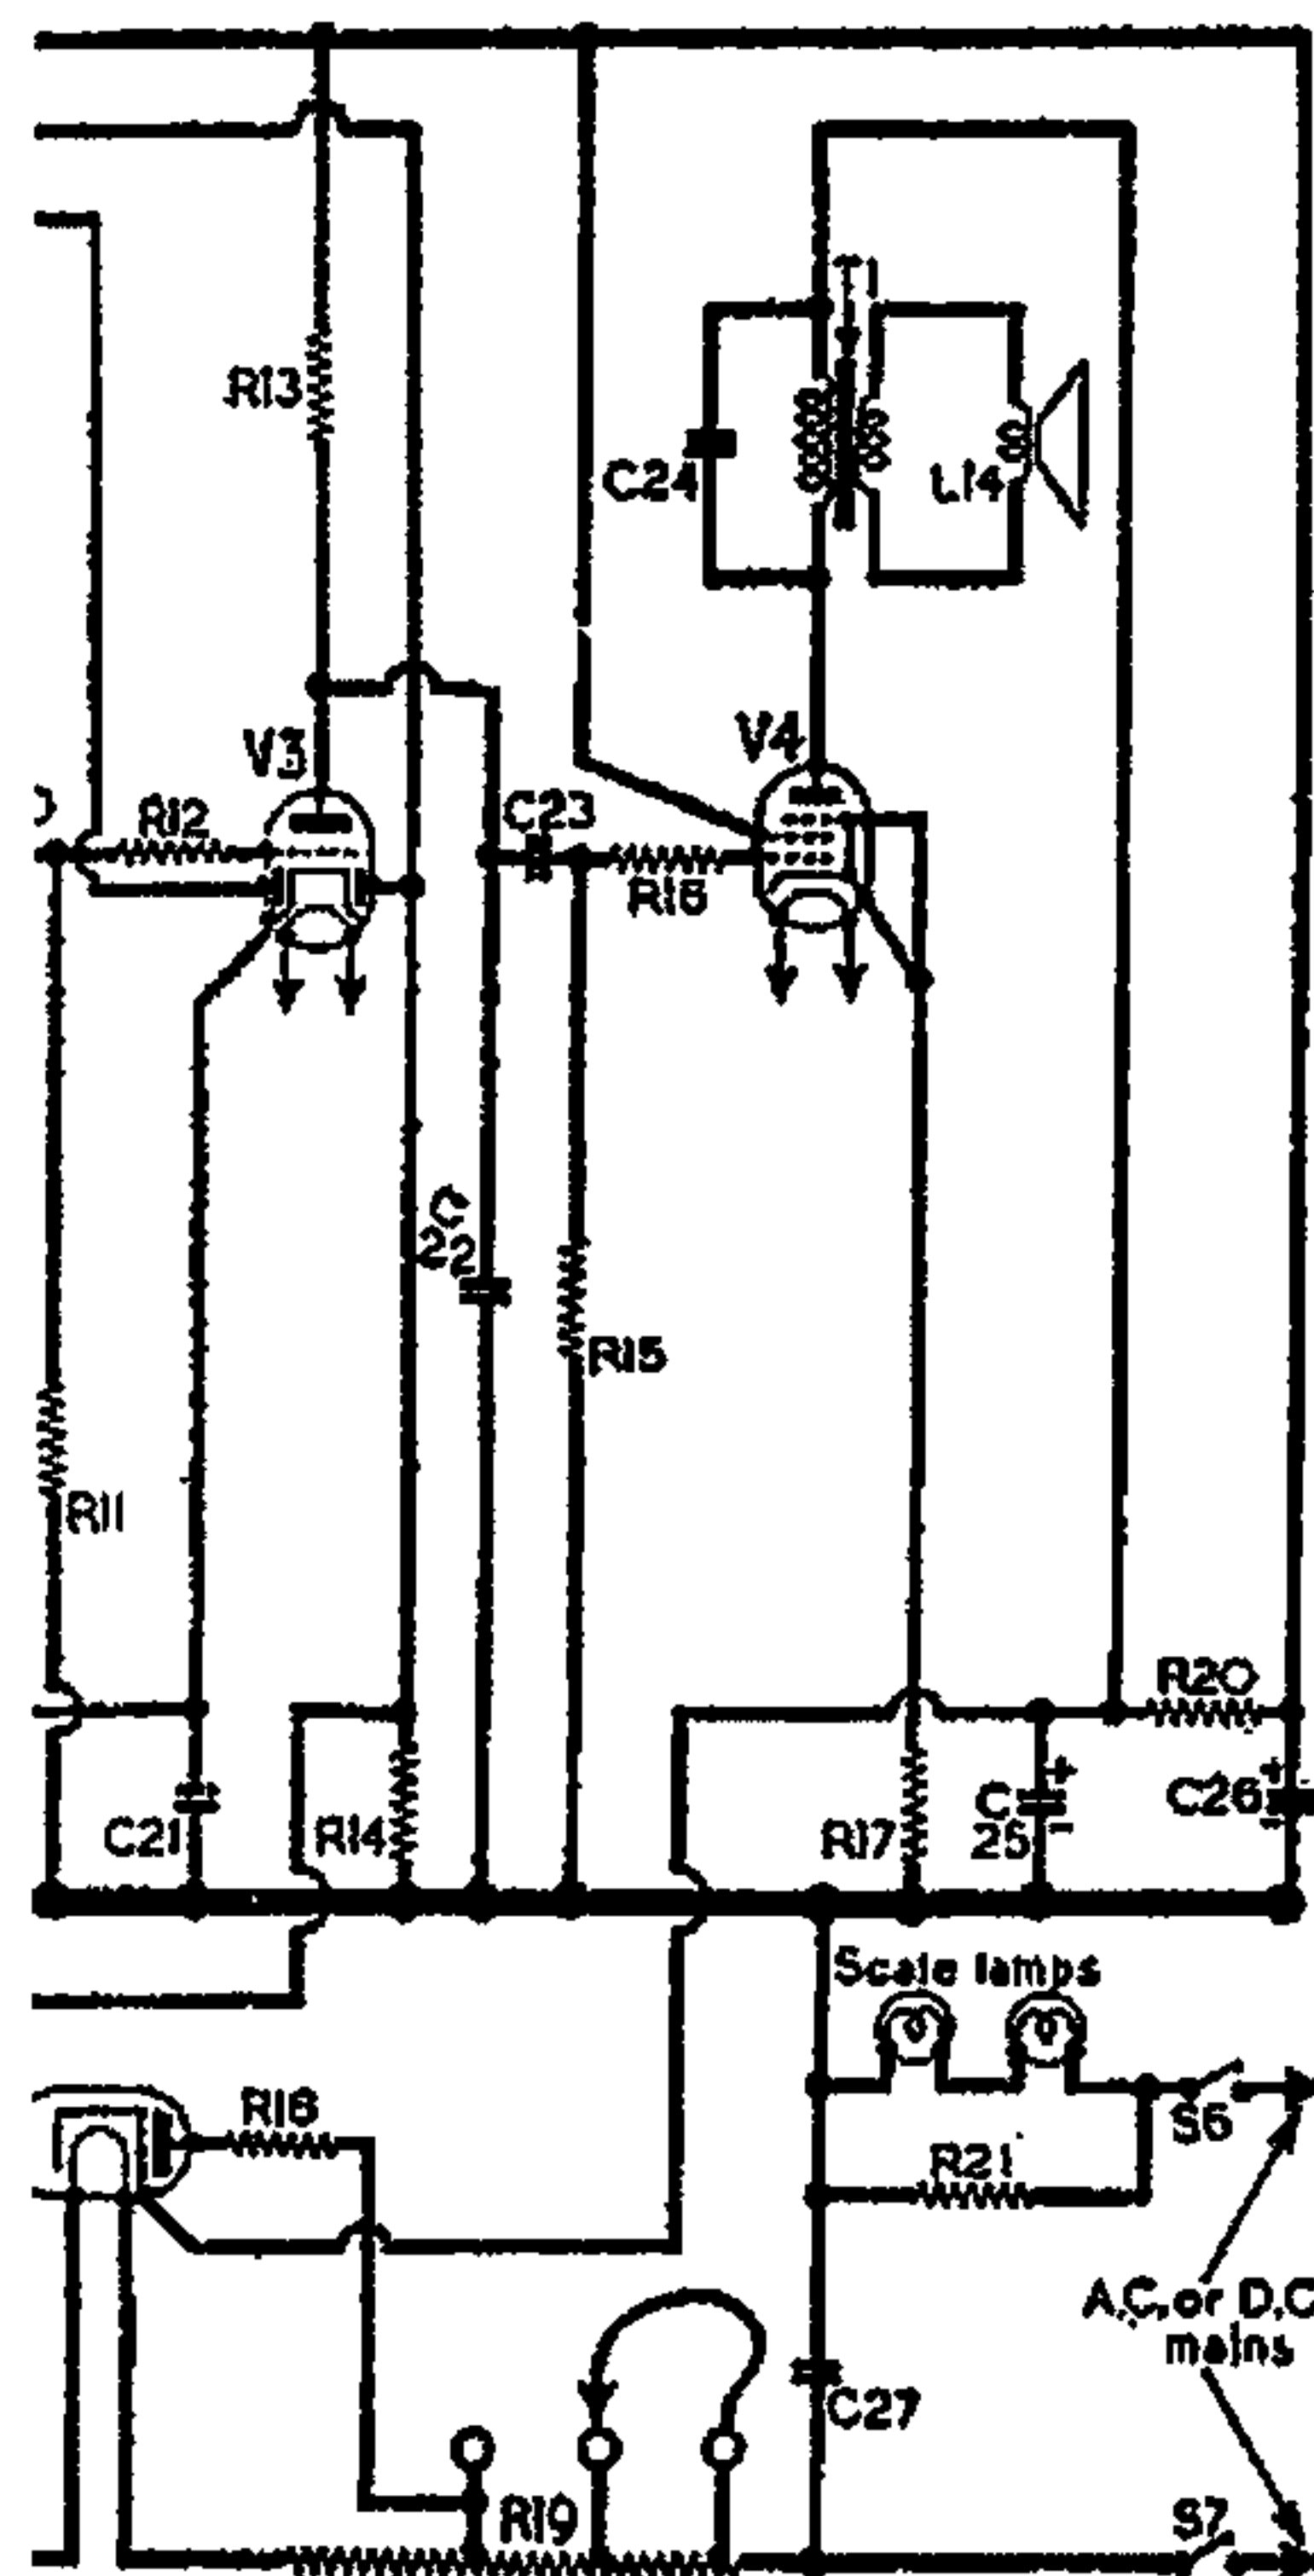 T1
R13
C24
L14
V3
V4
R12
C23
R16
C
22
R15
R11
R20
C21
R14
R17
C
25
+
-
C26
+
-
Scale lamps
R18
S6
R21
A.C. or D.C
mains
C27
R19
S7